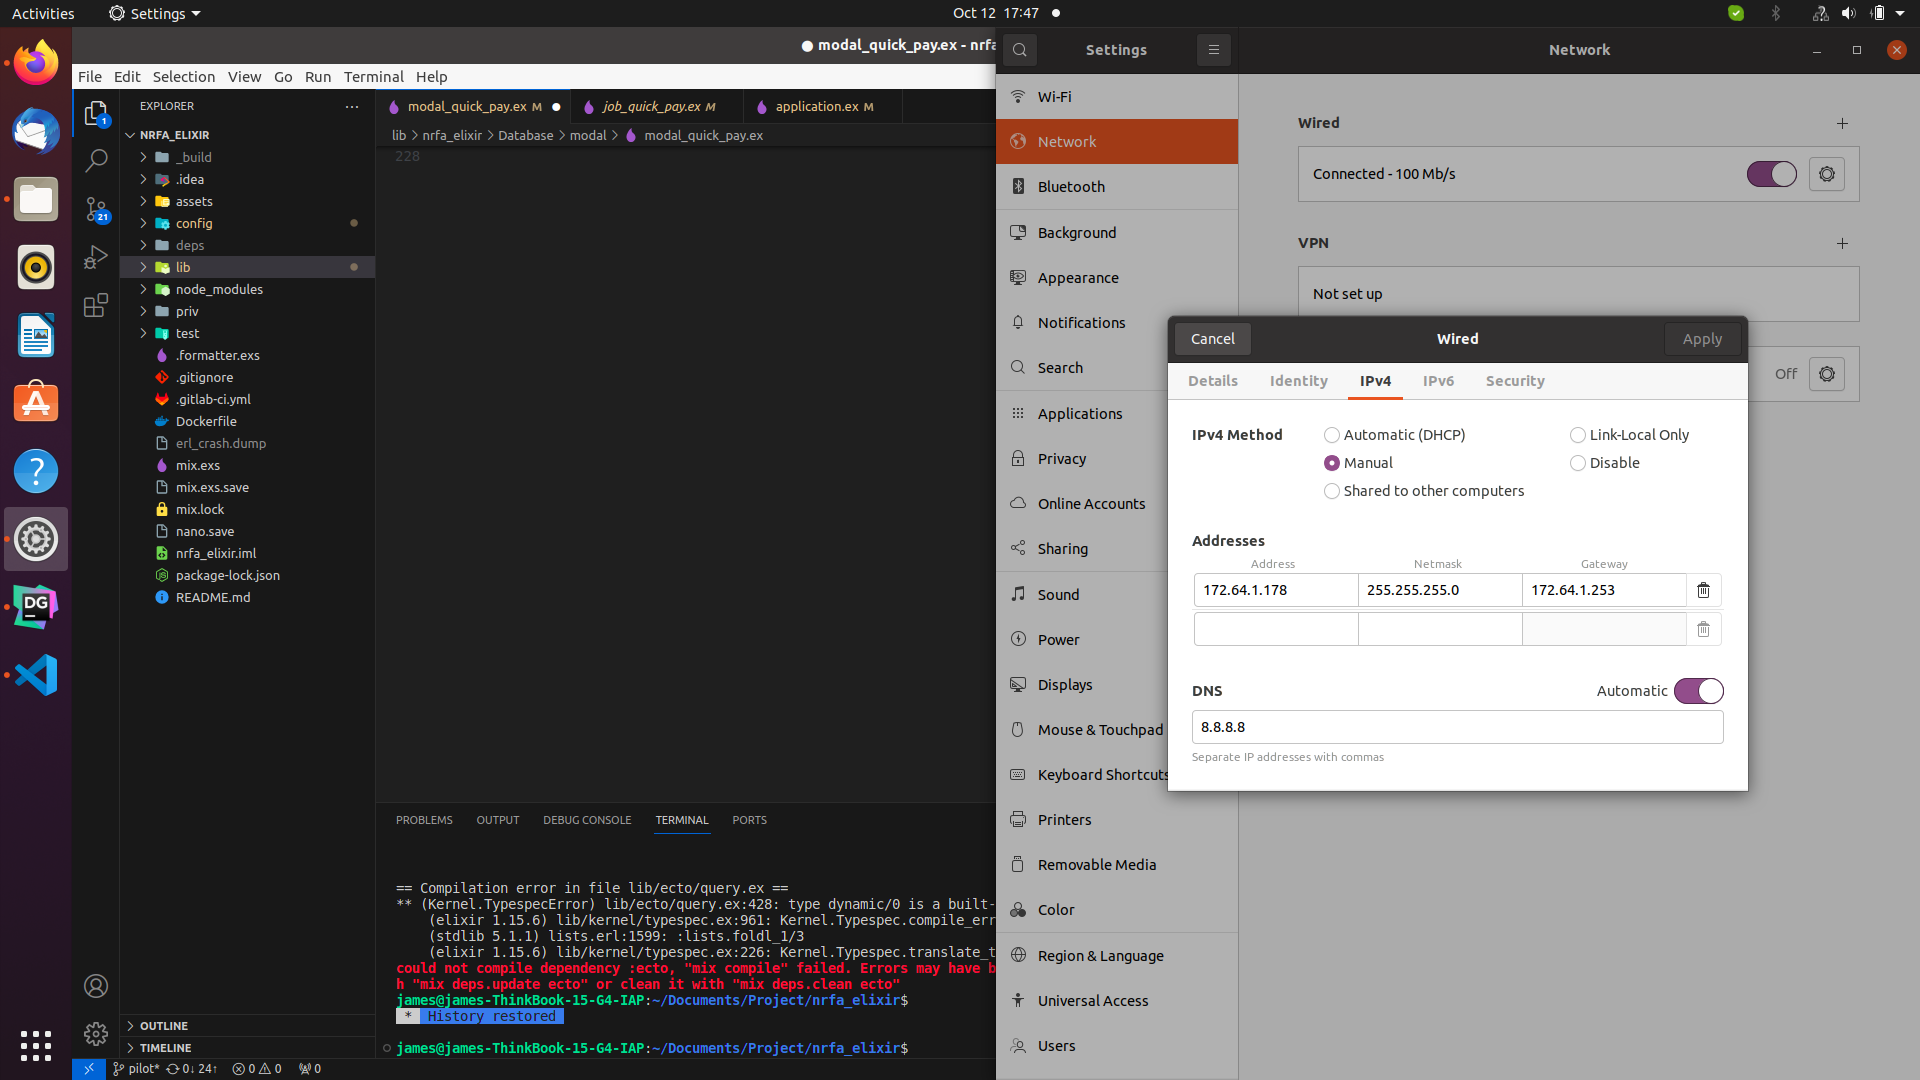 Activities
Settings
Oct 12 17:47
● modal_quick_pay.ex - nrfa
File Edit Selection View Go Run Terminal Help
EXPLORER
1
21
NRFA_ELIXIR
_build
.idea
assets
config
deps
lib
node_modules
priv
test
.formatter.exs
.gitignore
.gitlab-ci.yml
Dockerfile
erl_crash.dump
mix.exs
mix.exs.save
mix.lock
nano.save
nrfa_elixir.iml
package-lock.json
README.md
OUTLINE
TIMELINE
modal_quick_pay.ex M
job_quick_pay.ex M
application.ex M
lib > nrfa_elixir > Database > modal > modal_quick_pay.ex
228
PROBLEMS OUTPUT DEBUG CONSOLE TERMINAL PORTS
== Compilation error in file lib/ecto/query.ex ==
** (Kernel.TypespecError) lib/ecto/query.ex:428: type dynamic/0 is a built-
(elixir 1.15.6) lib/kernel/typespec.ex:961: Kernel.Typespec.compile_err
(stdlib 5.1.1) lists.erl:1599: :lists.foldl_1/3
(elixir 1.15.6) lib/kernel/typespec.ex:226: Kernel.Typespec.translate_t
could not compile dependency :ecto, "mix compile" failed. Errors may have b
h "mix deps.update ecto" or clean it with "mix deps.clean ecto"
james@james-ThinkBook-15-G4-IAP:~/Documents/Project/nrfa_elixir$
* History restored
james@james-ThinkBook-15-G4-IAP:~/Documents/Project/nrfa_elixir$
pilot* 0↓ 24↑ 0 0 0
DG
Settings
Network
Wi-Fi
Network
Bluetooth
Background
Appearance
Notifications
Search
Applications
Privacy
Online Accounts
Sharing
Sound
Power
Displays
Mouse & Touchpad
Keyboard Shortcuts
Printers
Removable Media
Color
Region & Language
Universal Access
Users
Wired
Connected - 100 Mb/s
VPN
Not set up
Off
Cancel
Wired
Apply
Details Identity IPv4 IPv6 Security
IPv4 Method
Automatic (DHCP)
Link-Local Only
Manual
Disable
Shared to other computers
Addresses
Address Netmask Gateway
172.64.1.178 255.255.255.0 172.64.1.253
DNS
Automatic
8.8.8.8
Separate IP addresses with commas